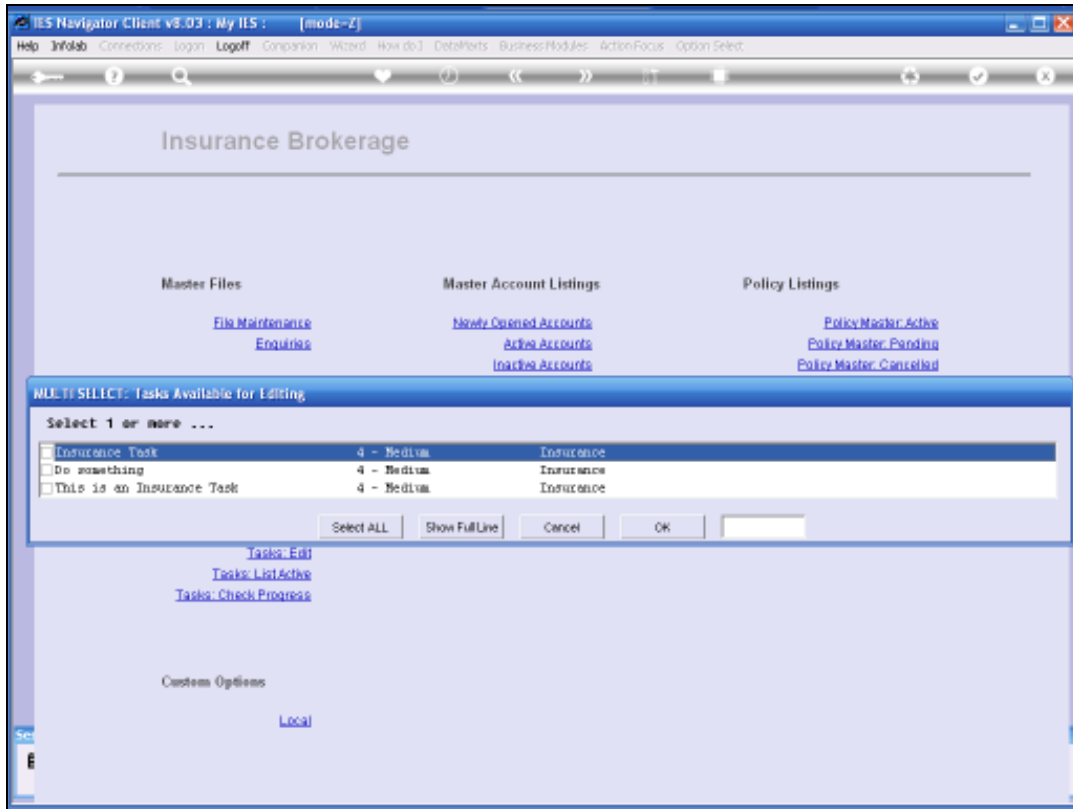 IES Navigator Client v8.03 : My IES : [mode-Z]
Help Infolab Connections Logon Logoff Companion Wizard How do I DataMarts Business Modules Action Focus Option Select
Insurance Brokerage
Master Files Master Account Listings Policy Listings
File Maintenance Newly Opened Accounts Policy Master: Active
Enquiries Active Accounts Policy Master: Pending
Inactive Accounts Policy Master: Cancelled
MULTI SELECT: Tasks Available for Editing
Select 1 or more ...
Insurance Task 4 - Medium Insurance
Do something 4 - Medium Insurance
This is an Insurance Task 4 - Medium Insurance
Select ALL Show Full Line Cancel OK
Tasks: Edit
Tasks: List Active
Tasks: Check Progress
Custom Options
Local